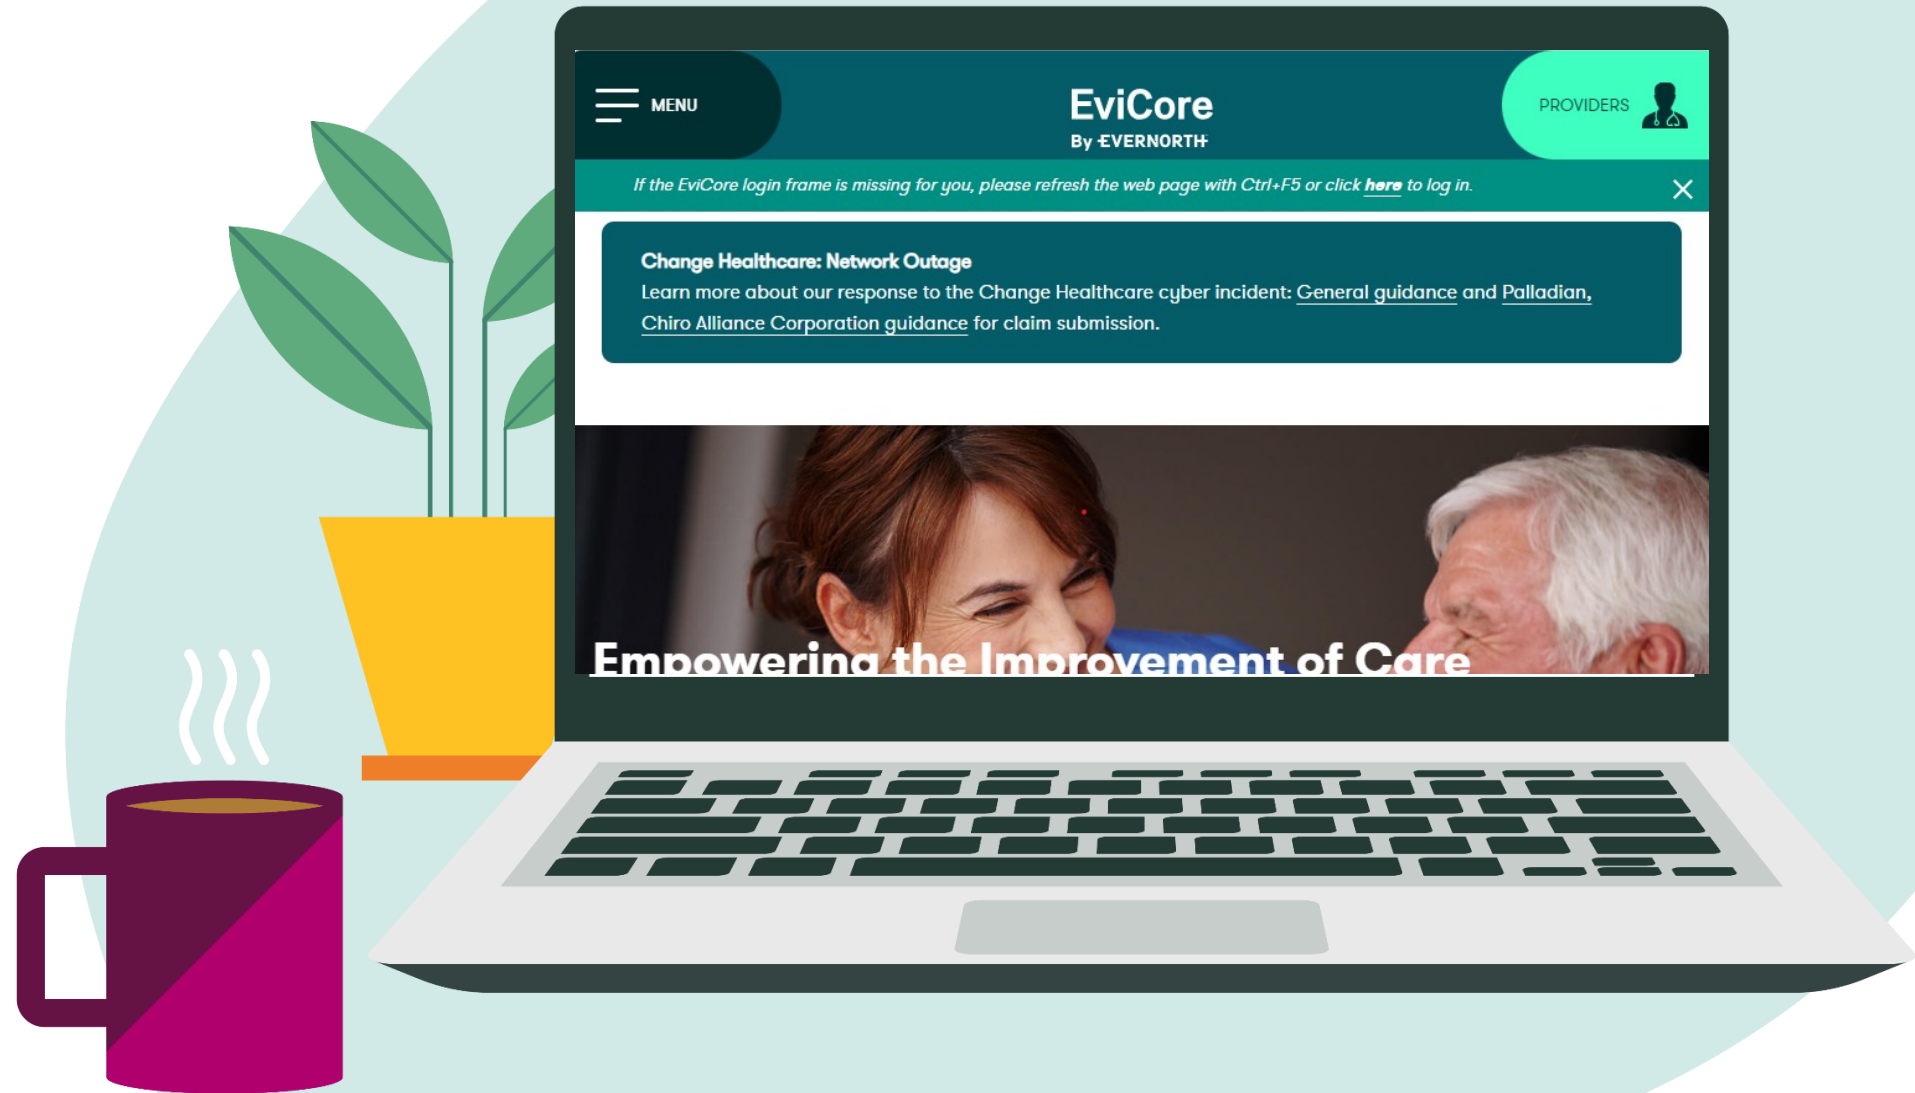 MENU
EviCore
By EVERNORTH
PROVIDERS
If the EviCore login frame is missing for you, please refresh the web page with Ctrl+F5 or click here to log in.
Change Healthcare: Network Outage
Learn more about our response to the Change Healthcare cyber incident: General guidance and Palladian,
Chiro Alliance Corporation guidance for claim submission.
Empowering the Improvement of Care